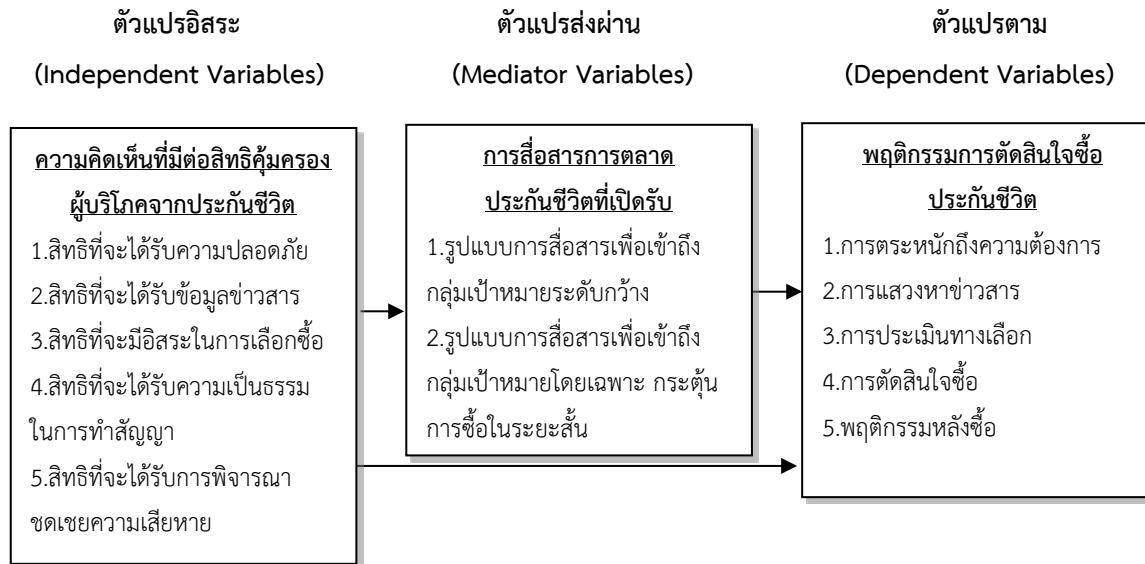 ตัวแปรอิสระ
(Independent Variables)
ความคิดเห็นที่มีต่อสิทธิคุ้มครอง
ผู้บริโภคจากประกันชีวิต
1.สิทธิที่จะได้รับความปลอดภัย
2.สิทธิที่จะได้รับข้อมูลข่าวสาร
3.สิทธิที่จะมีอิสระในการเลือกซื้อ
4.สิทธิที่จะได้รับความเป็นธรรม
ในการทำสัญญา
5.สิทธิที่จะได้รับการพิจารณา
ชดเชยความเสียหาย
ตัวแปรส่งผ่าน
(Mediator Variables)
การสื่อสารการตลาด
ประกันชีวิตที่เปิดรับ
1.รูปแบบการสื่อสารเพื่อเข้าถึง
กลุ่มเป้าหมายระดับกว้าง
2.รูปแบบการสื่อสารเพื่อเข้าถึง
กลุ่มเป้าหมายโดยเฉพาะ กระตุ้น
การซื้อในระยะสั้น
ตัวแปรตาม
(Dependent Variables)
พฤติกรรมการตัดสินใจซื้อ
ประกันชีวิต
1.การตระหนักถึงความต้องการ
2.การแสวงหาข่าวสาร
3.การประเมินทางเลือก
4.การตัดสินใจซื้อ
5.พฤติกรรมหลังซื้อ